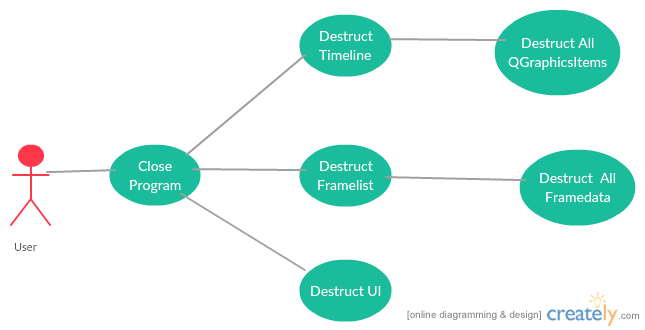 Destruct
Timeline
Destruct All
QGraphicsItems
Close
Program
Destruct
Framelist
Destruct  All
Framedata
User
Destruct UI
[online diagramming & design] creately.com